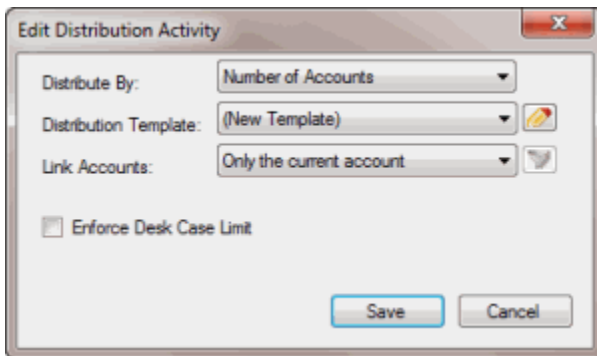 Edit Distribution Activity
Distribute By: Number of Accounts
Distribution Template: (New Template)
Link Accounts: Only the current account
Enforce Desk Case Limit
Save Cancel